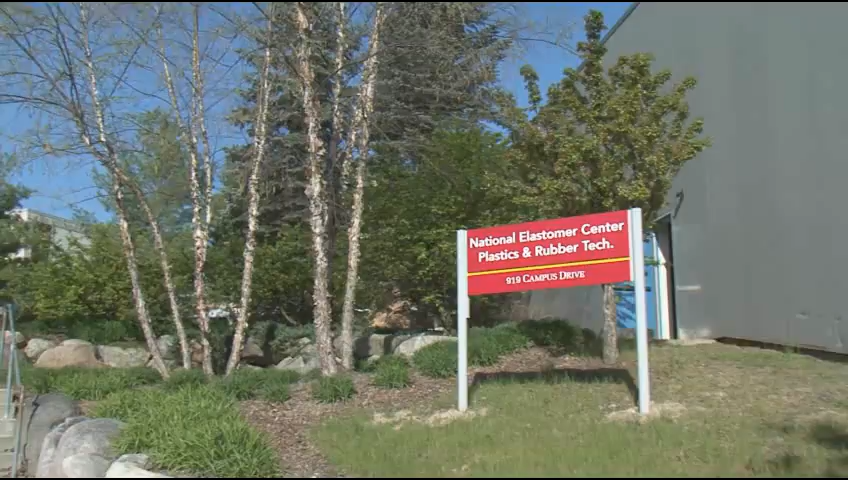 National Elastomer Center
Plastics & Rubber Tech.
919 CAMPUS DRIVE